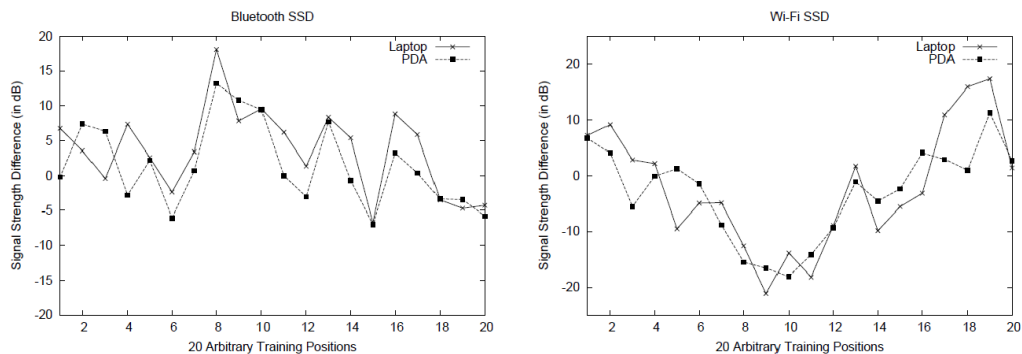 Bluetooth SSD
20
15
10
5
0
-5
-10
-15
-20
Signal Strength Difference (in dB)
Laptop
PDA
2 4 6 8 10 12 14 16 18 20
20 Arbitrary Training Positions
Wi-Fi SSD
20
10
0
-10
-20
Signal Strength Difference (in dB)
Laptop
PDA
2 4 6 8 10 12 14 16 18 20
20 Arbitrary Training Positions